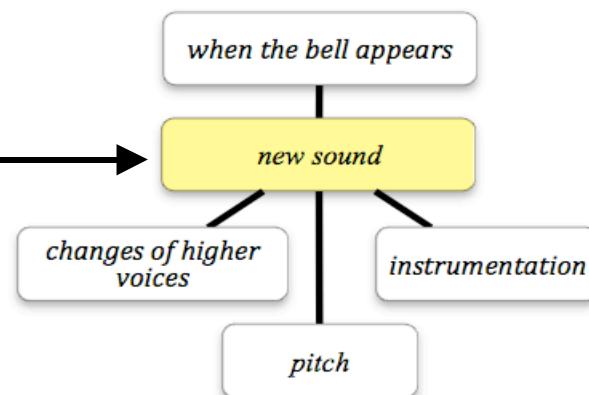 when the bell appears
new sound
changes of higher
voices
instrumentation
pitch